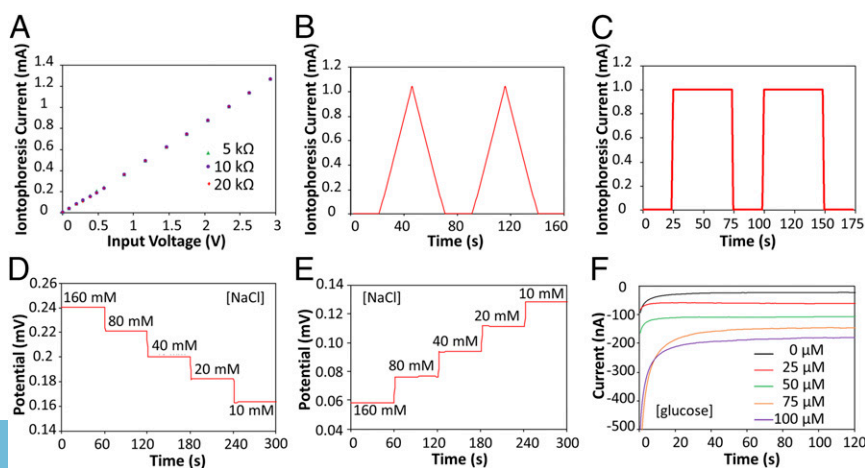 A
Iontophoresis Current (mA)
1.4
1.2
1
0.8
0.6
0.4
0.2
0
5 kΩ
10 kΩ
20 kΩ
0 0.5 1 1.5 2 2.5 3
Input Voltage (V)
B
Iontophoresis Current (mA)
1.2
1
0.8
0.6
0.4
0.2
0
0 40 80 120 160
Time (s)
C
Iontophoresis Current (mA)
1.2
1
0.8
0.6
0.4
0.2
0
0 25 50 75 100 125 150 175
Time (s)
D
Potential (mV)
0.26
0.24
0.22
0.2
0.18
0.16
0.14
[NaCl]
160 mM
80 mM
40 mM
20 mM
10 mM
0 60 120 180 240 300
Time (s)
E
Potential (mV)
0.14
0.12
0.10
0.08
0.06
0.04
[NaCl]
10 mM
20 mM
40 mM
80 mM
160 mM
0 60 120 180 240 300
Time (s)
F
Current (nA)
0
-100
-200
-300
-400
-500
0 μM
25 μM
50 μM
75 μM
100 μM
[glucose]
0 20 40 60 80 100 120
Time (s)